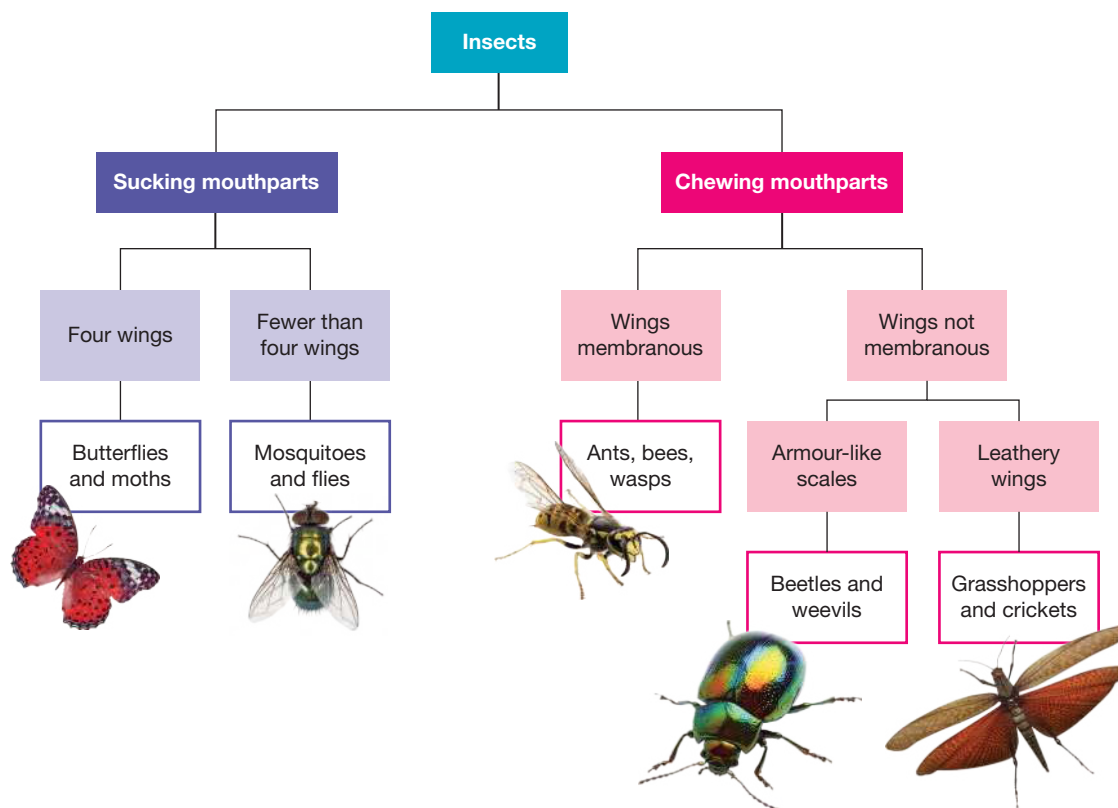 Insects
Sucking mouthparts
Chewing mouthparts
Four wings
Fewer than
four wings
Wings
membranous
Wings not
membranous
Butterflies
and moths
Mosquitoes
and flies
Ants, bees,
wasps
Armour-like
scales
Leathery
wings
Beetles and
weevils
Grasshoppers
and crickets